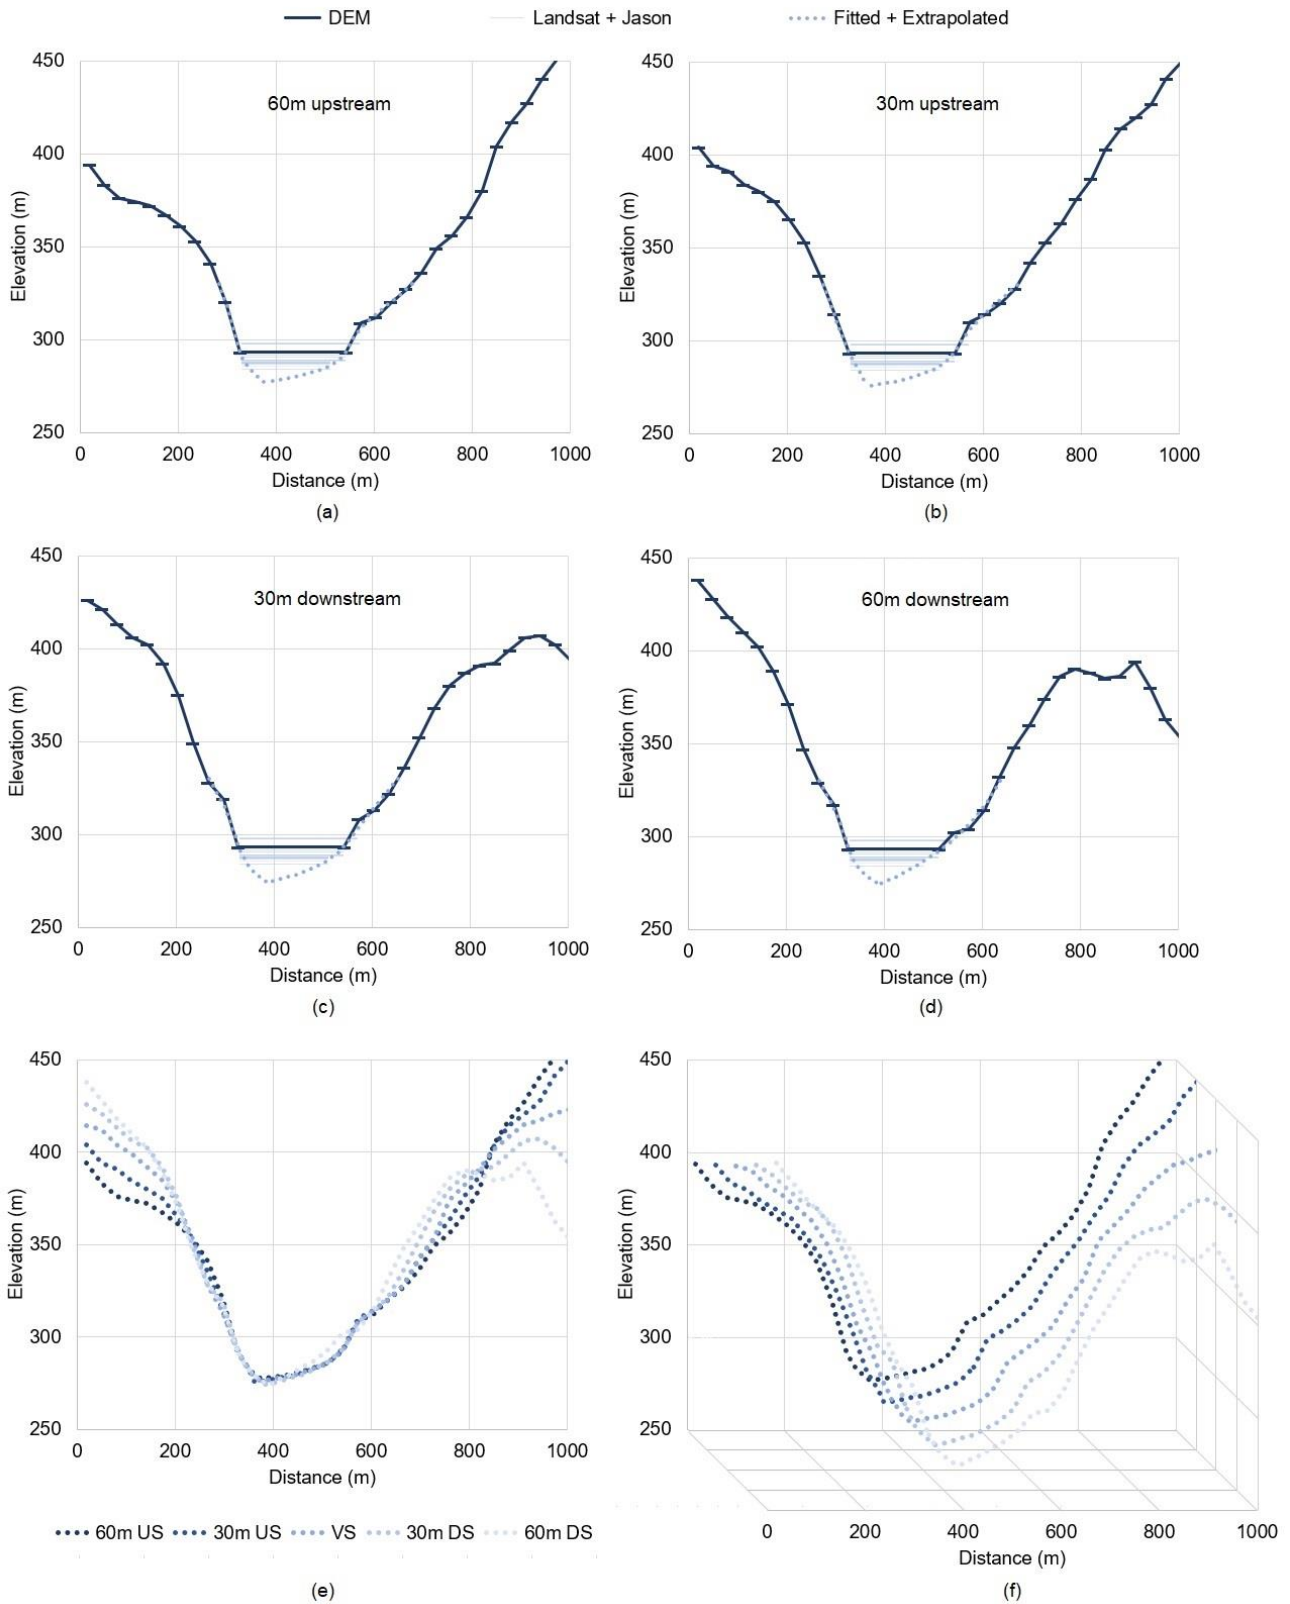 DEM Landsat + Jason Fitted + Extrapolated
450 450
60m upstream 30m upstream
400 400
350 350
300 300
250 250
Elevation (m) Elevation (m)
0 200 400 600 800 1000 0 200 400 600 800 1000
Distance (m) Distance (m)
(a) (b)
450 450
30m downstream 60m downstream
400 400
350 350
300 300
250 250
Elevation (m) Elevation (m)
0 200 400 600 800 1000 0 200 400 600 800 1000
Distance (m) Distance (m)
(c) (d)
450 450
400 400
350 350
300 300
250 250
Elevation (m) Elevation (m)
0 200 400 600 800 1000
Distance (m)
60m US 30m US VS 30m DS 60m DS
0 200 400 600 800 1000
Distance (m)
(e) (f)